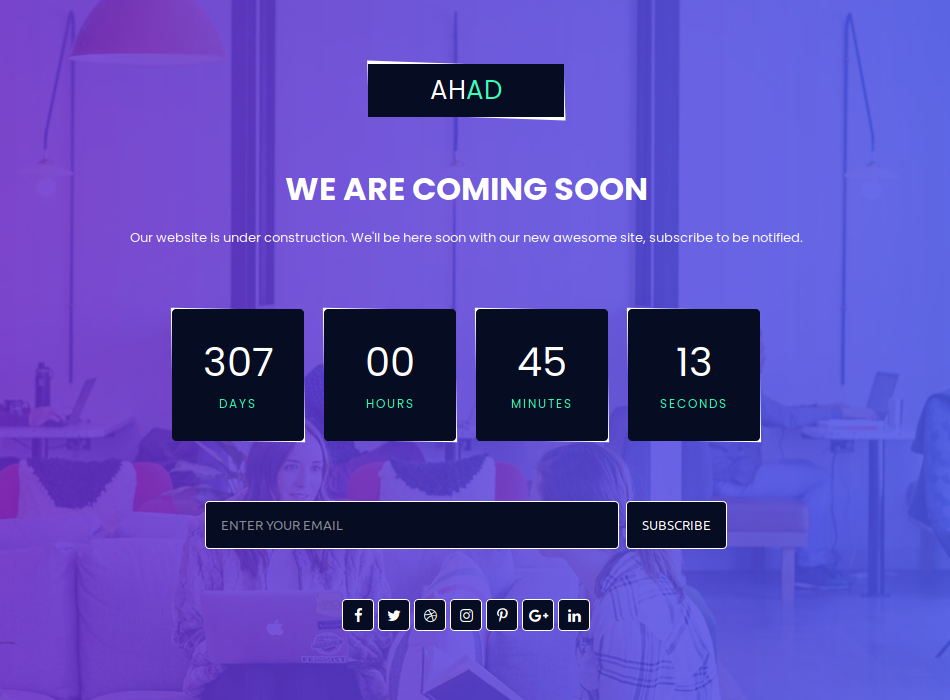 AHAD
WE ARE COMING SOON
Our website is under construction. We'll be here soon with our new awesome site, subscribe to be notified.
307 00 45 13
DAYS HOURS MINUTES SECONDS
ENTER YOUR EMAIL SUBSCRIBE